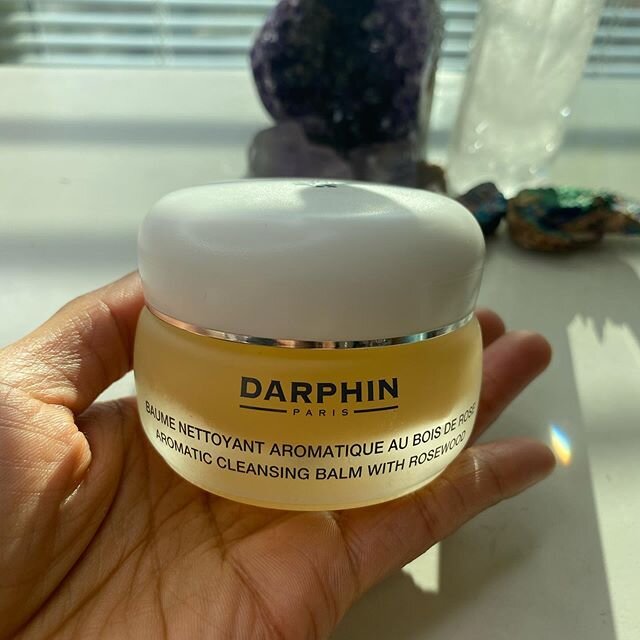 DARPHIN
PARIS
BAUME NETTOYANT AROMATIQUE AU BOIS DE ROSE
AROMATIC CLEANSING BALM WITH ROSEWOOD